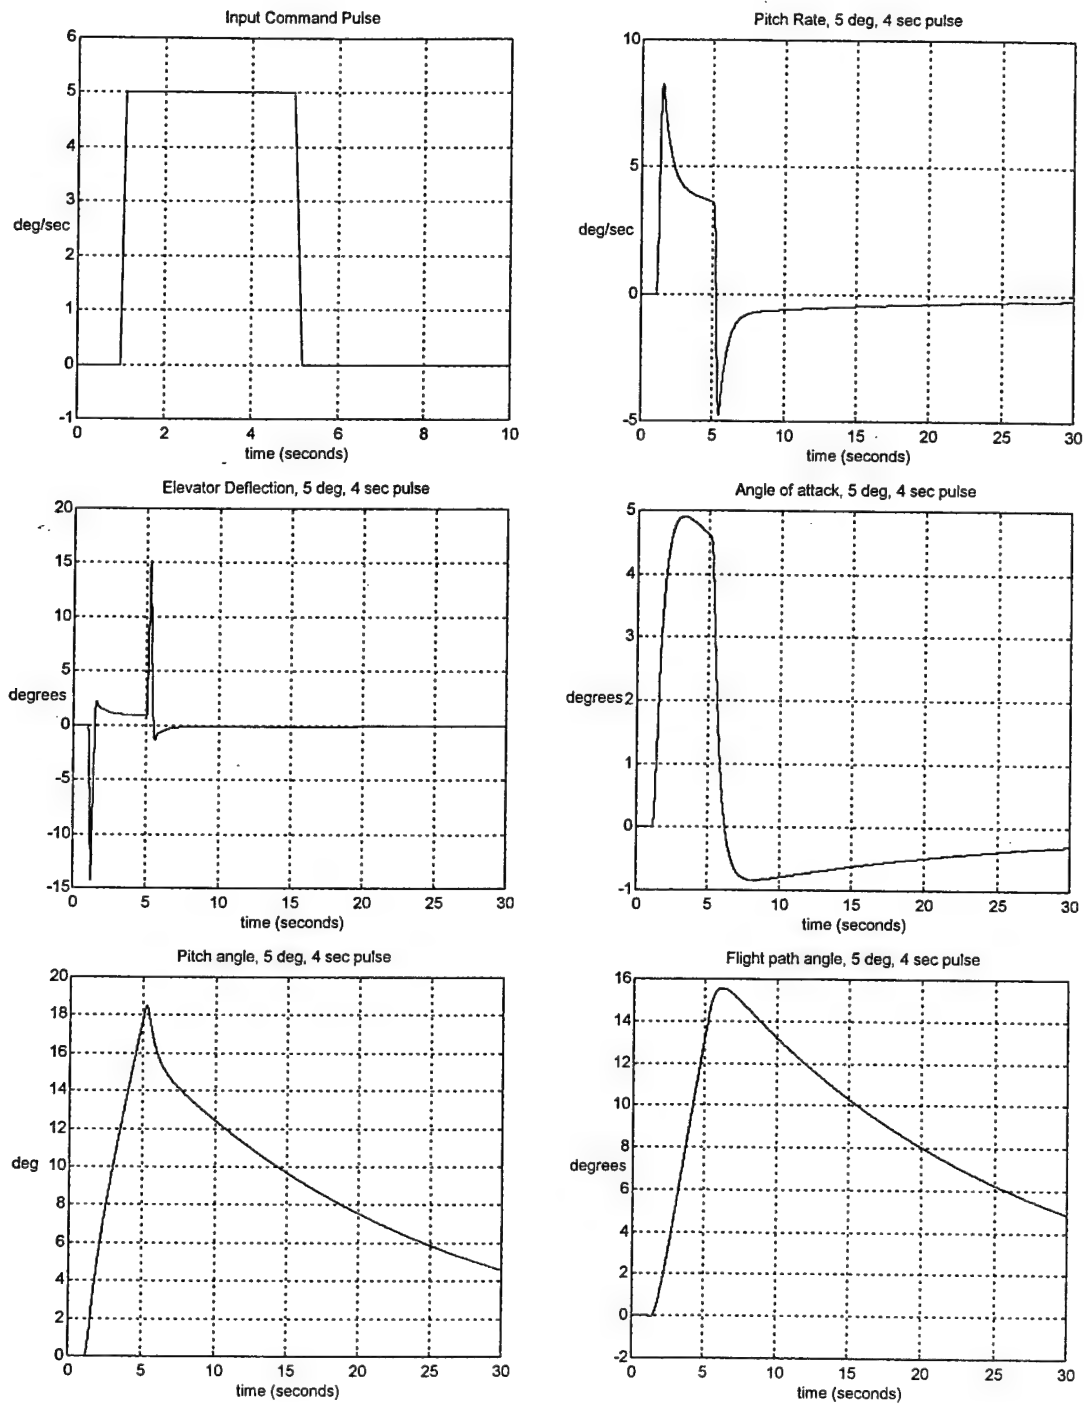 Input Command Pulse
6
5
4
3
deg/sec
2
1
0
-1
0 2 4 6 8 10
time (seconds)
Pitch Rate, 5 deg, 4 sec pulse
10
5
deg/sec
0
-5
0 5 10 15 20 25 30
time (seconds)
Elevator Deflection, 5 deg, 4 sec pulse
20
15
10
5
degrees
0
-5
-10
-15
0 5 10 15 20 25 30
time (seconds)
Angle of attack, 5 deg, 4 sec pulse
5
4
3
degrees 2
1
0
-1
0 5 10 15 20 25 30
time (seconds)
Pitch angle, 5 deg, 4 sec pulse
20
18
16
14
12
deg 10
8
6
4
2
0
0 5 10 15 20 25 30
time (seconds)
Flight path angle, 5 deg, 4 sec pulse
16
14
12
10
8
degrees
6
4
2
0
-2
0 5 10 15 20 25 30
time (seconds)